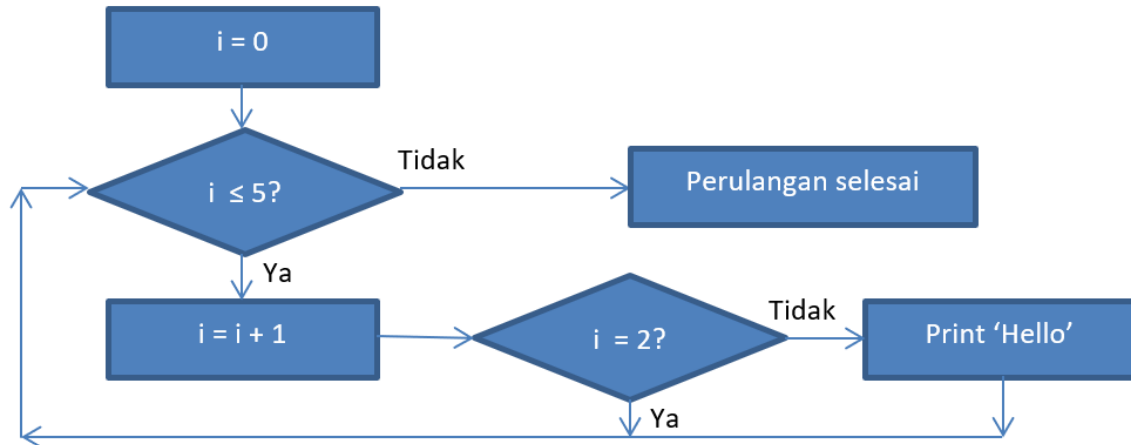 i = 0
Tidak
i ≤ 5?
Perulangan selesai
Ya
i = i + 1
i = 2?
Tidak
Print ‘Hello’
Ya